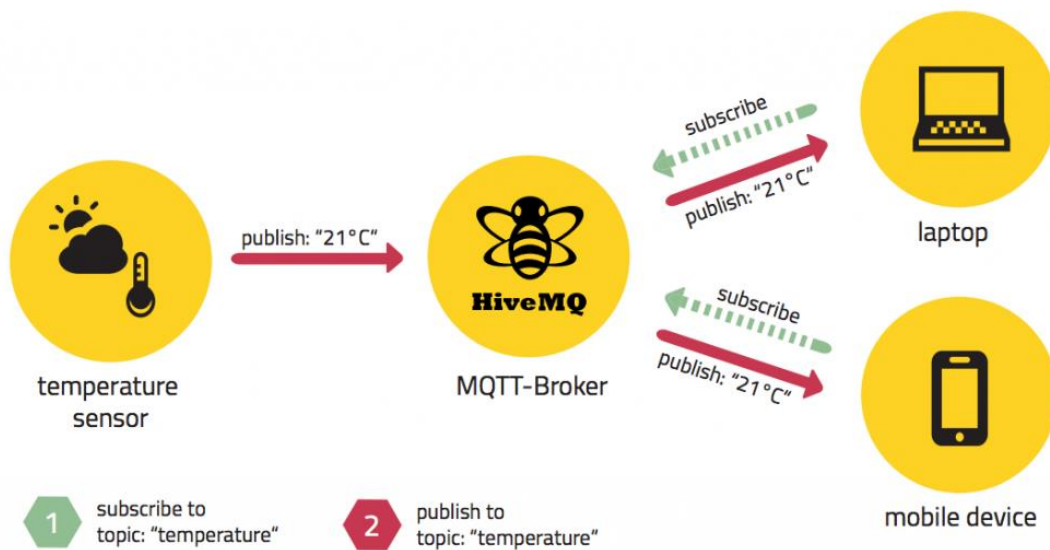 subscribe
publish: “21°C“
laptop
publish: “21°C“
HiveMQ
subscribe
publish: “21°C“
temperature
sensor
MQTT-Broker
mobile device
1
subscribe to
topic: “temperature“
2
publish to
topic: “temperature“